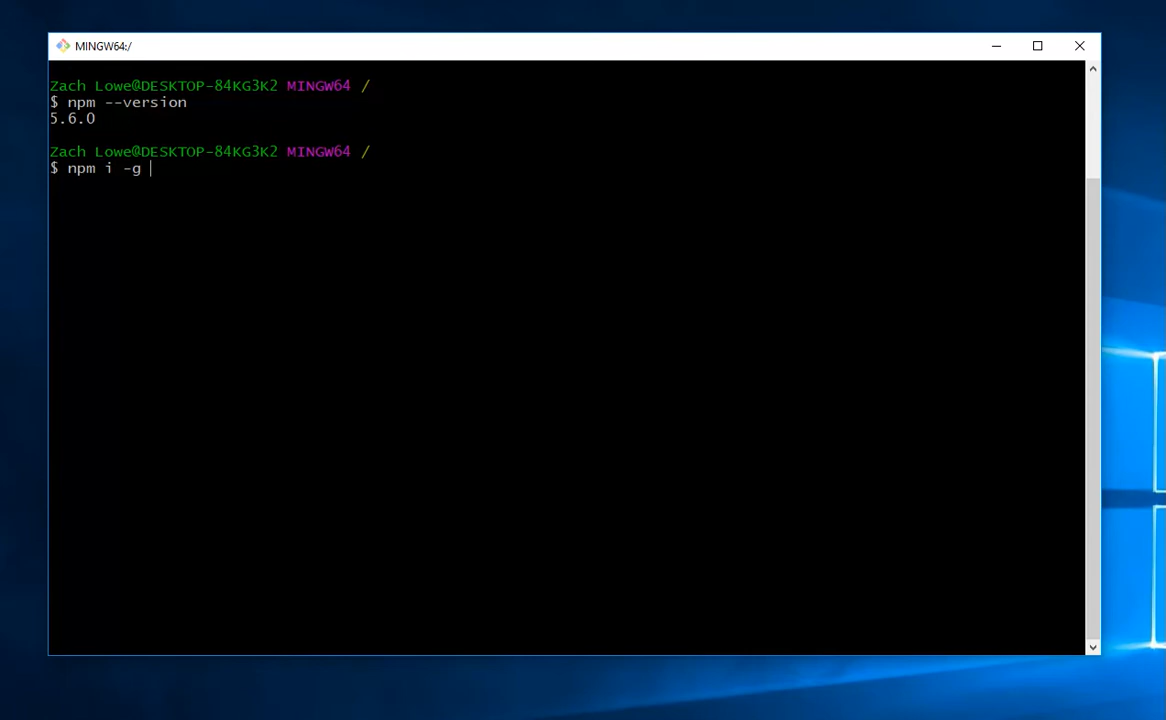 MINGW64:/
Zach Lowe@DESKTOP-84KG3K2 MINGW64 /
$ npm --version
5.6.0
Zach Lowe@DESKTOP-84KG3K2 MINGW64 /
$ npm i -g